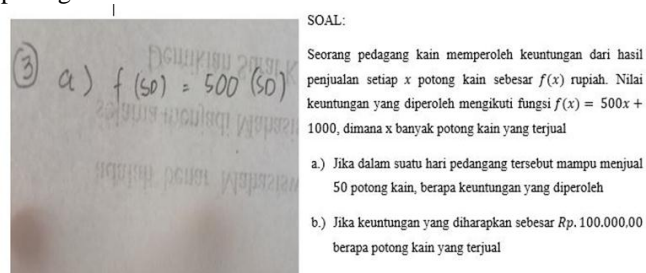 ③ a) f(50) = 500 (50)
SOAL:
Seorang pedagang kain memperoleh keuntungan dari hasil
penjualan setiap x potong kain sebesar f(x) rupiah. Nilai
keuntungan yang diperoleh mengikuti fungsi f(x) = 500x +
1000, dimana x banyak potong kain yang terjual
a.) Jika dalam suatu hari pedangang tersebut mampu menjual
50 potong kain, berapa keuntungan yang diperoleh
b.) Jika keuntungan yang diharapkan sebesar Rp. 100.000,00
berapa potong kain yang terjual